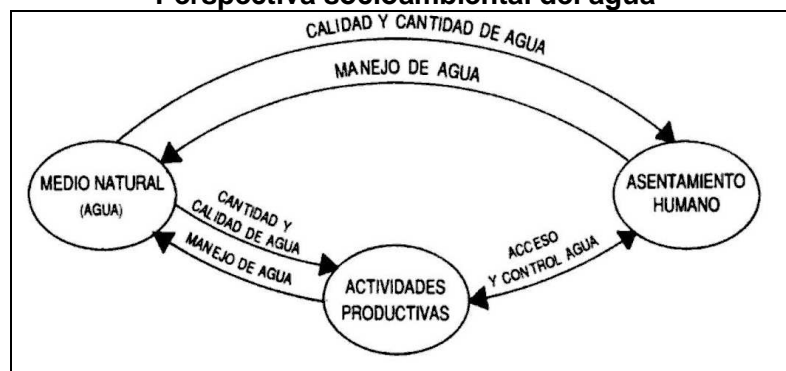 Perspectiva socioambiental del agua
CALIDAD Y CANTIDAD DE AGUA
MANEJO DE AGUA
MEDIO NATURAL
(AGUA)
CANTIDAD Y
CALIDAD DE AGUA
MANEJO DE AGUA
ASENTAMIENTO
HUMANO
ACCESO
Y CONTROL AGUA
ACTIVIDADES
PRODUCTIVAS